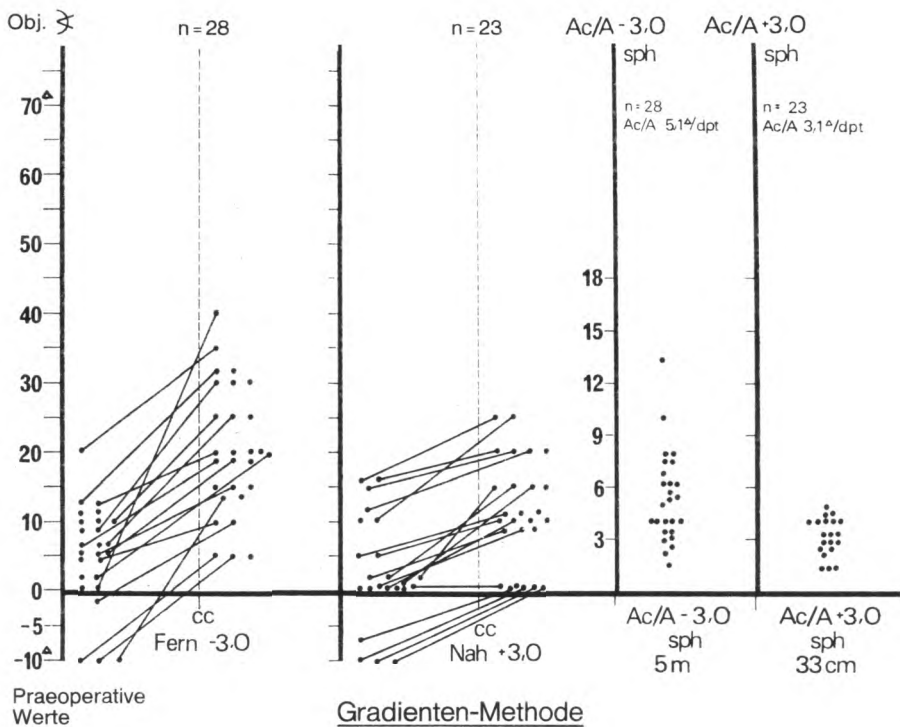 Obj. ∢
n=28
n=23
Ac/A -3,0
sph
Ac/A +3,0
sph
n=28
Ac/A 5,1△/dpt
n= 23
Ac/A 3,1△/dpt
70△
60
50
40
30
20
10
0
-5
-10△
18
15
12
9
6
3
cc
Fern -3,0
cc
Nah +3,0
Ac/A -3,0
sph
5m
Ac/A +3,0
sph
33cm
Praeoperative
Werte
Gradienten-Methode